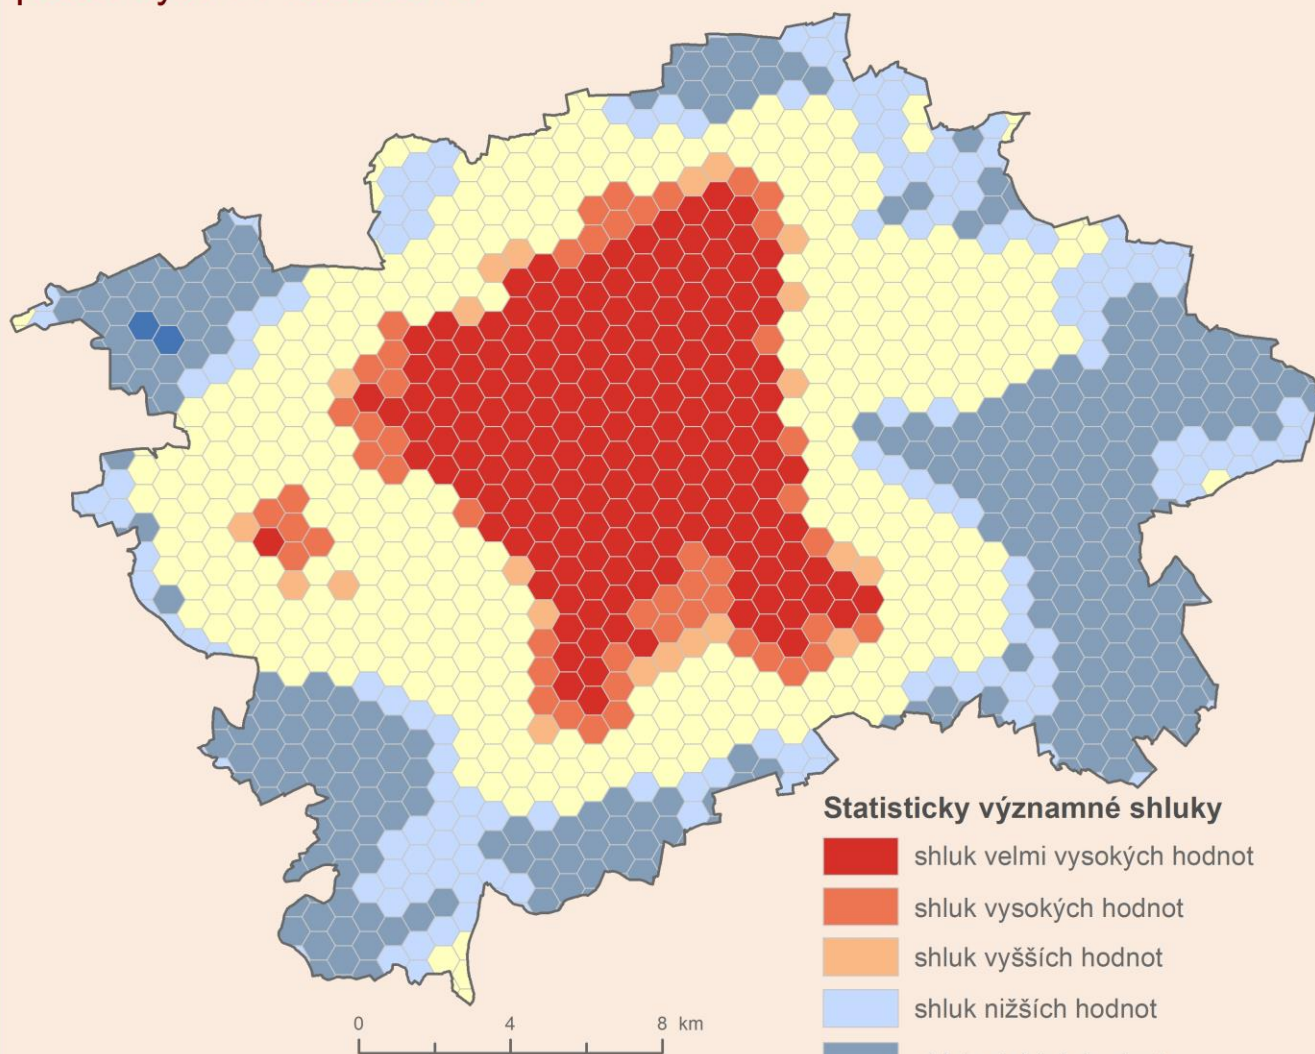 Statisticky významné shluky
shluk velmi vysokých hodnot
shluk vysokých hodnot
shluk vyšších hodnot
shluk nižších hodnot
0 4 8 km